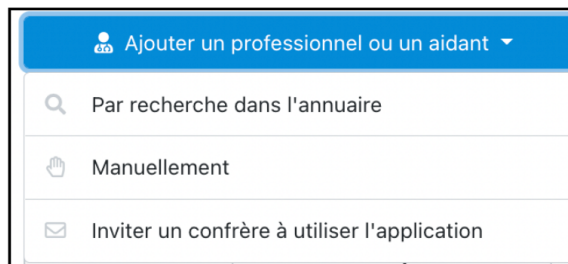 Ajouter un professionnel ou un aidant
Par recherche dans l'annuaire
Manuellement
Inviter un confrère à utiliser l'application